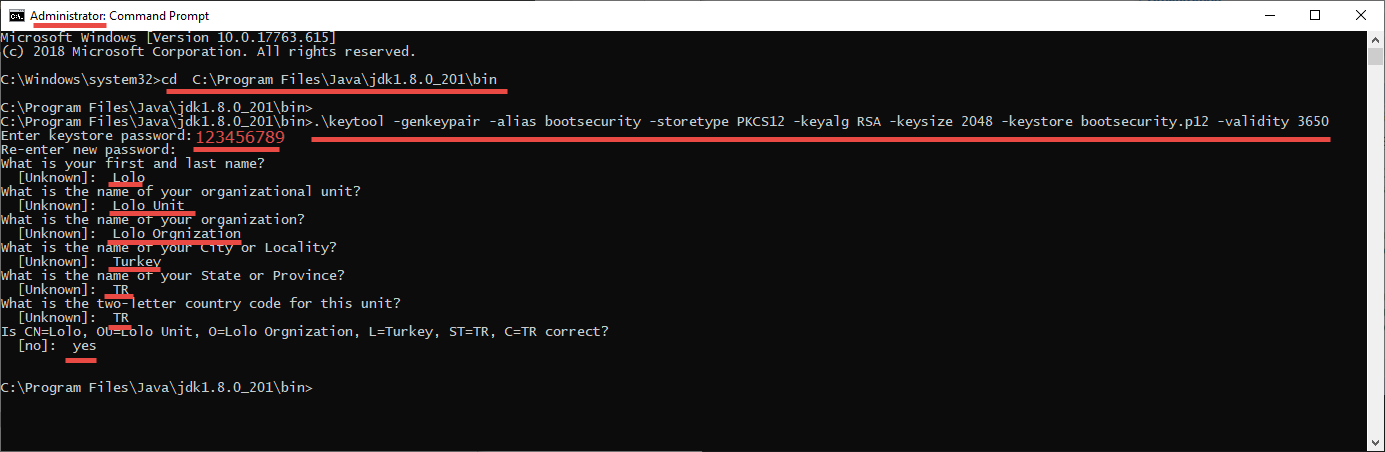 Administrator: Command Prompt
Microsoft Windows [Version 10.0.17763.615]
(c) 2018 Microsoft Corporation. All rights reserved.
C:\Windows\system32>cd  C:\Program Files\Java\jdk1.8.0_201\bin
C:\Program Files\Java\jdk1.8.0_201\bin>
C:\Program Files\Java\jdk1.8.0_201\bin>.\keytool -genkeypair -alias bootsecurity -storetype PKCS12 -keyalg RSA -keysize 2048 -keystore bootsecurity.p12 -validity 3650
Enter keystore password: 123456789
Re-enter new password:
What is your first and last name?
  [Unknown]:  Lolo
What is the name of your organizational unit?
  [Unknown]:  Lolo Unit
What is the name of your organization?
  [Unknown]:  Lolo Orgnization
What is the name of your City or Locality?
  [Unknown]:  Turkey
What is the name of your State or Province?
  [Unknown]:  TR
What is the two-letter country code for this unit?
  [Unknown]:  TR
Is CN=Lolo, OU=Lolo Unit, O=Lolo Orgnization, L=Turkey, ST=TR, C=TR correct?
  [no]:  yes
C:\Program Files\Java\jdk1.8.0_201\bin>